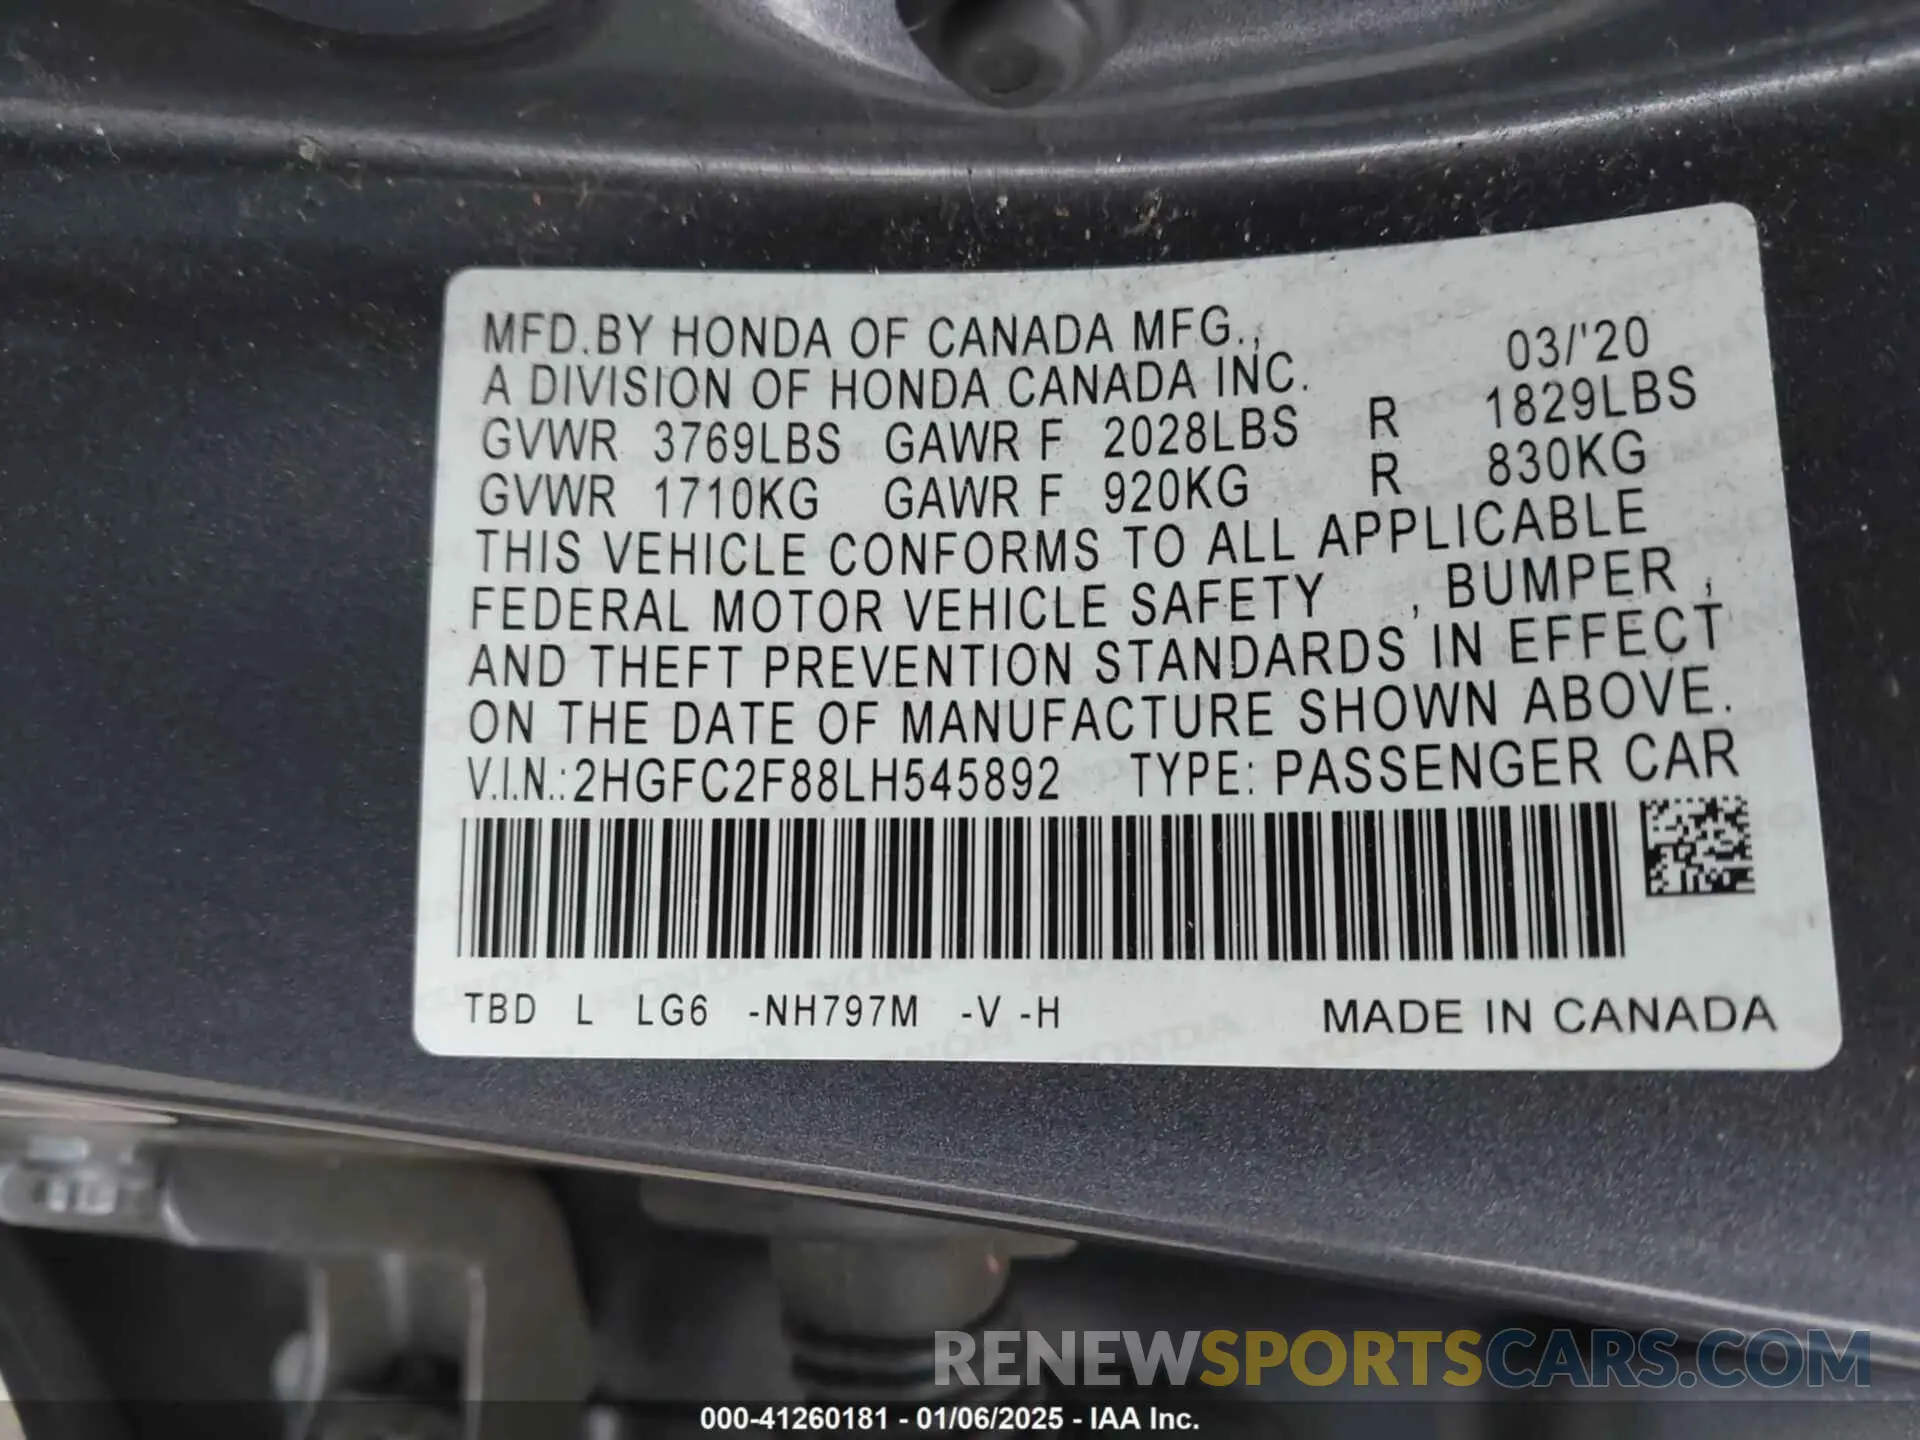 MFD.BY HONDA OF CANADA MFG.,
A DIVISION OF HONDA CANADA INC. 03/'20
GVWR 3769LBS GAWR F 2028LBS R 1829LBS
GVWR 1710KG GAWR F 920KG R 830KG
THIS VEHICLE CONFORMS TO ALL APPLICABLE
FEDERAL MOTOR VEHICLE SAFETY , BUMPER ,
AND THEFT PREVENTION STANDARDS IN EFFECT
ON THE DATE OF MANUFACTURE SHOWN ABOVE.
V.I.N.:2HGFC2F88LH545892 TYPE: PASSENGER CAR
TBD L LG6 -NH797M -V -H MADE IN CANADA
RENEWSPORTSCARS.COM
000-41260181 - 01/06/2025 - IAA Inc.